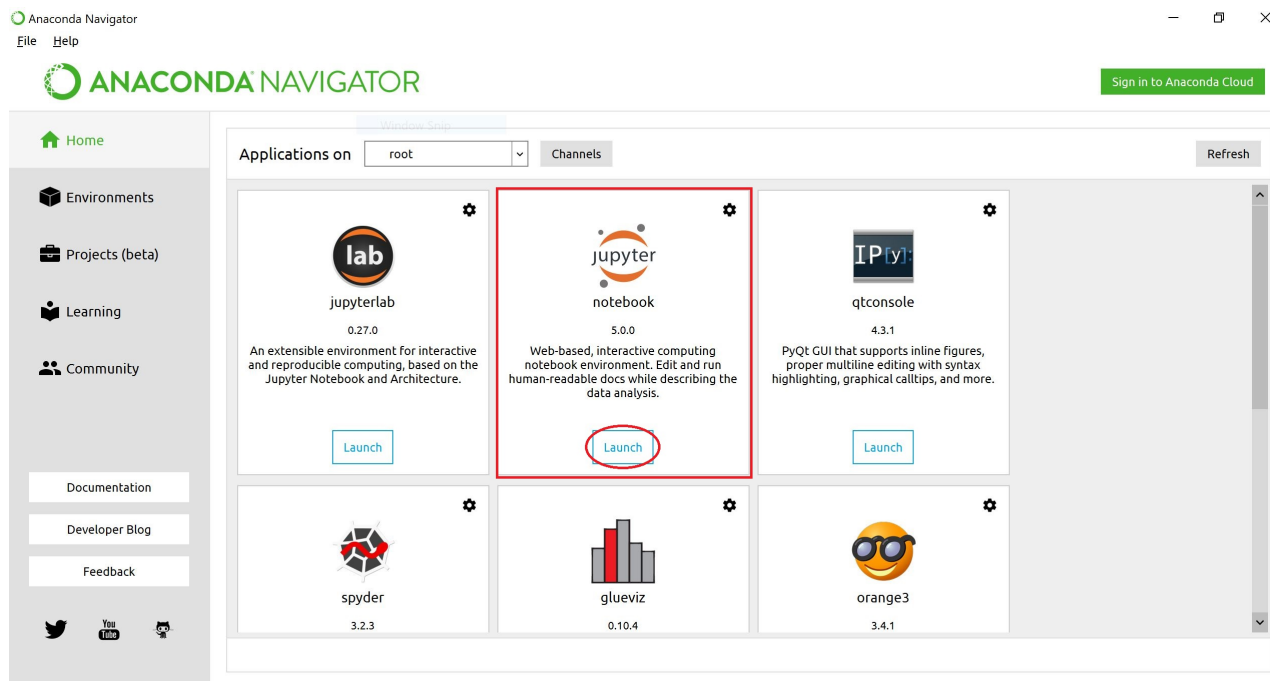 Anaconda Navigator
File Help
ANACONDA NAVIGATOR
Sign in to Anaconda Cloud
Window Snip
Home
Environments
Projects (beta)
Learning
Community
Documentation
Developer Blog
Feedback
You
Tube
Applications on root Channels Refresh
lab
jupyterlab
0.27.0
An extensible environment for interactive
and reproducible computing, based on the
Jupyter Notebook and Architecture.
Launch
jupyter
notebook
5.0.0
Web-based, interactive computing
notebook environment. Edit and run
human-readable docs while describing the
data analysis.
Launch
IP[y]:
qtconsole
4.3.1
PyQt GUI that supports inline figures,
proper multiline editing with syntax
highlighting, graphical calltips, and more.
Launch
spyder
3.2.3
glueviz
0.10.4
orange3
3.4.1